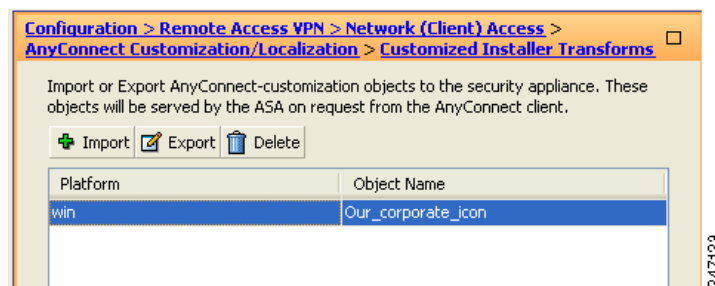 Configuration > Remote Access VPN > Network (Client) Access >
AnyConnect Customization/Localization > Customized Installer Transforms
Import or Export AnyConnect-customization objects to the security appliance. These
objects will be served by the ASA on request from the AnyConnect client.
Import Export Delete
Platform Object Name
win Our_corporate_icon